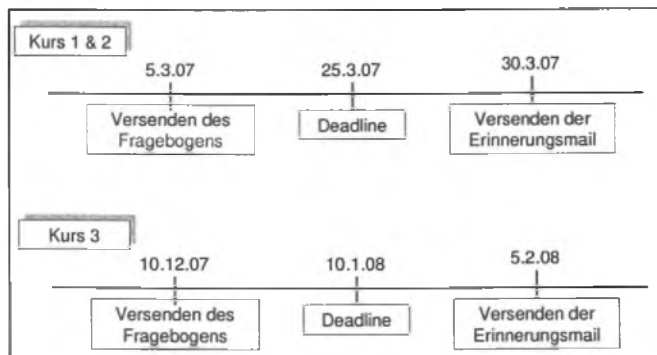 Kurs 1 & 2
5.3.07
25.3.07
30.3.07
Versenden des
Fragebogens
Deadline
Versenden der
Erinnerungsmail
Kurs 3
10.12.07
10.1.08
5.2.08
Versenden des
Fragebogens
Deadline
Versenden der
Erinnerungsmail